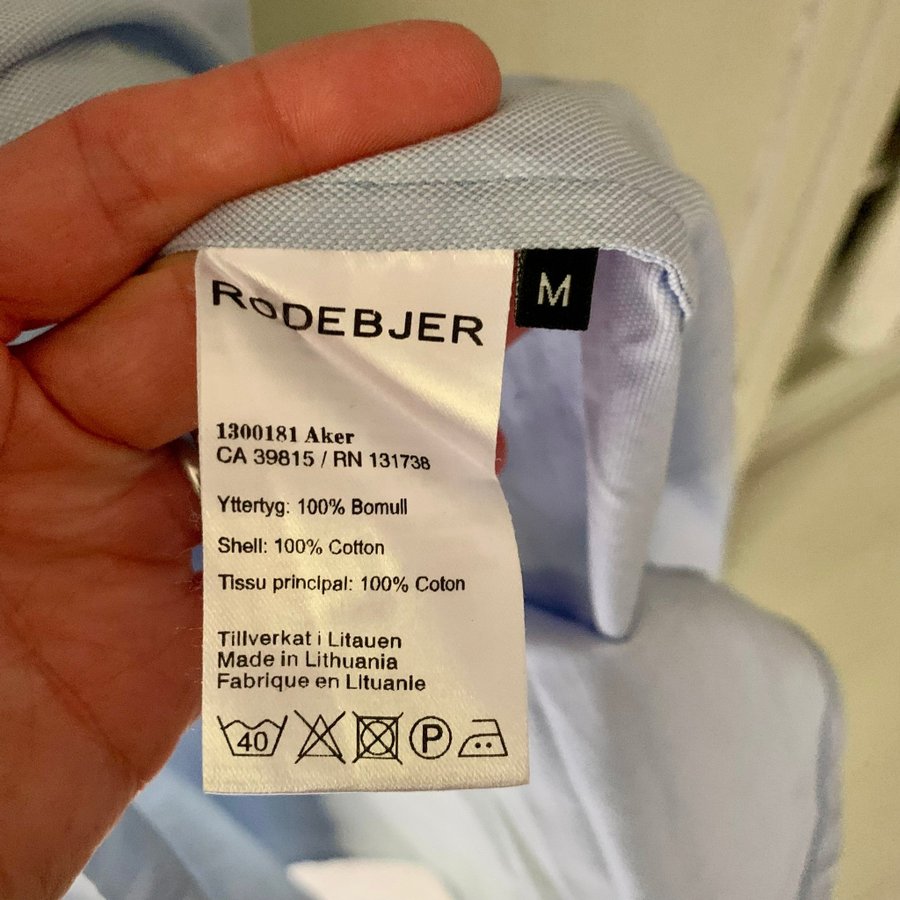 RODEBJER
M
1300181 Aker
CA 39815 / RN 131738
Yttertyg: 100% Bomull
Shell: 100% Cotton
Tissu principal: 100% Coton
Tillverkat i Litauen
Made in Lithuania
Fabrique en Lituanie
40
P